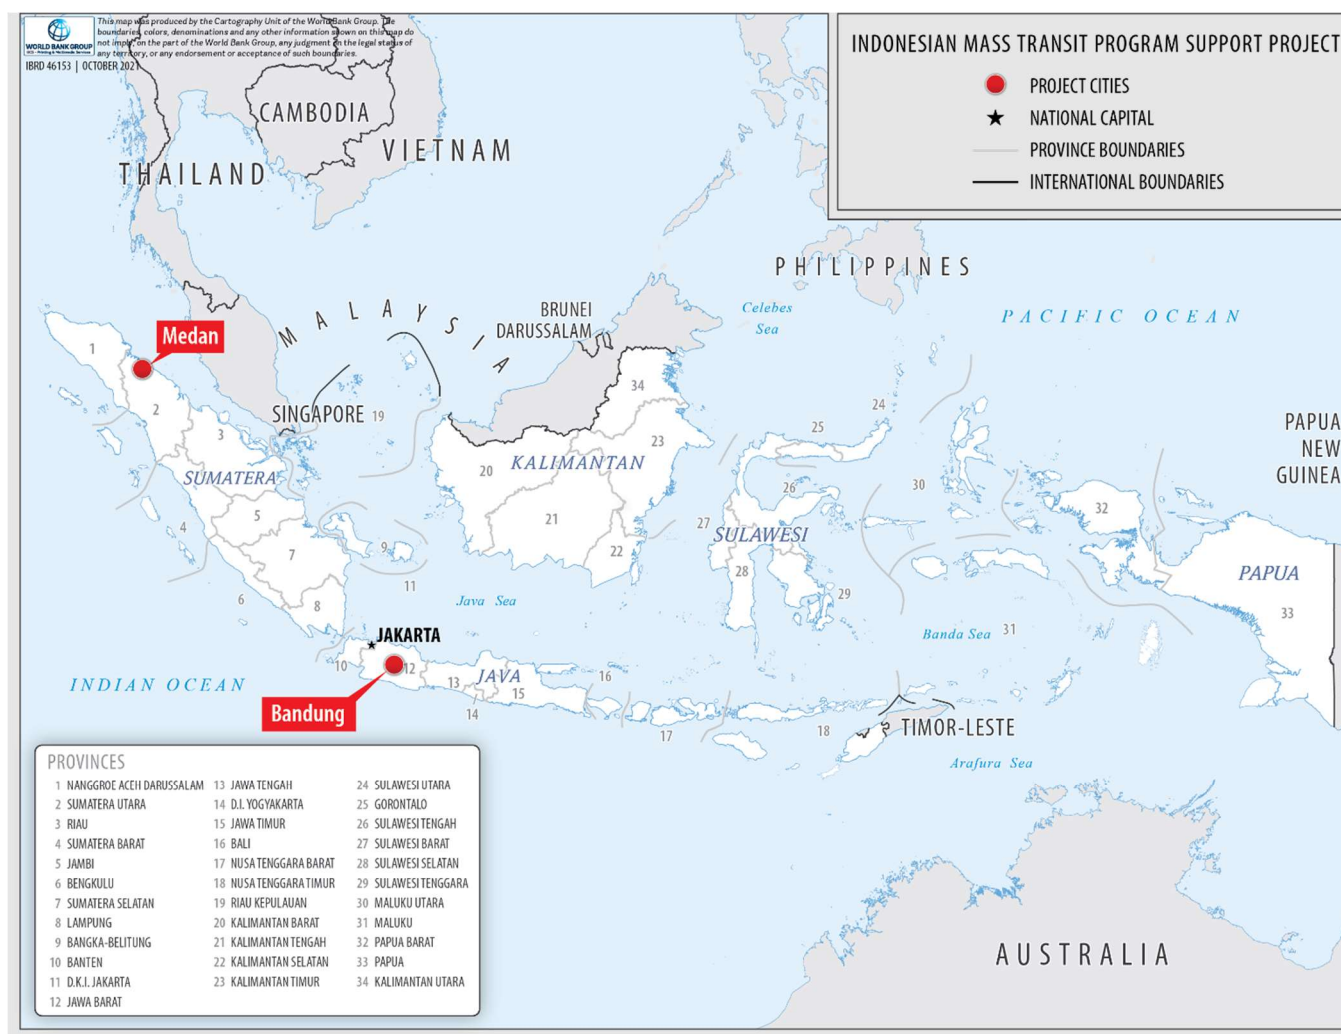 WORLD BANK GROUP
This map was produced by the Cartography Unit of the World Bank Group. The
boundaries, colors, denominations and any other information shown on this map do
not imply, on the part of the World Bank Group, any judgment on the legal status of
any territory, or any endorsement or acceptance of such boundaries.
IBRD 46153 | OCTOBER 2021
INDONESIAN MASS TRANSIT PROGRAM SUPPORT PROJECT
PROJECT CITIES
NATIONAL CAPITAL
PROVINCE BOUNDARIES
INTERNATIONAL BOUNDARIES
CAMBODIA
VIETNAM
THAILAND
PHILIPPINES
MALAYSIA
BRUNEI
DARUSSALAM
Celebes
Sea
PACIFIC OCEAN
Medan
1
2
3
SINGAPORE
19
34
24
25
23
PAPUA
NEW
GUINEA
20
KALIMANTAN
SUMATERA
26
30
32
4
5
21
27
SULAWESI
7
9
22
28
PAPUA
11
6
8
Java Sea
29
33
JAKARTA
Banda Sea
31
10
12
13
JAVA
15
16
INDIAN OCEAN
Bandung
14
17
18
TIMOR-LESTE
Arafura Sea
AUSTRALIA
PROVINCES
1 NANGGROE ACEH DARUSSALAM
2 SUMATERA UTARA
3 RIAU
4 SUMATERA BARAT
5 JAMBI
6 BENGKULU
7 SUMATERA SELATAN
8 LAMPUNG
9 BANGKA-BELITUNG
10 BANTEN
11 D.K.I. JAKARTA
12 JAWA BARAT
13 JAWA TENGAH
14 D.I. YOGYAKARTA
15 JAWA TIMUR
16 BALI
17 NUSA TENGGARA BARAT
18 NUSA TENGGARA TIMUR
19 RIAU KEPULAUAN
20 KALIMANTAN BARAT
21 KALIMANTAN TENGAH
22 KALIMANTAN SELATAN
23 KALIMANTAN TIMUR
24 SULAWESI UTARA
25 GORONTALO
26 SULAWESI TENGAH
27 SULAWESI BARAT
28 SULAWESI SELATAN
29 SULAWESI TENGGARA
30 MALUKU UTARA
31 MALUKU
32 PAPUA BARAT
33 PAPUA
34 KALIMANTAN UTARA